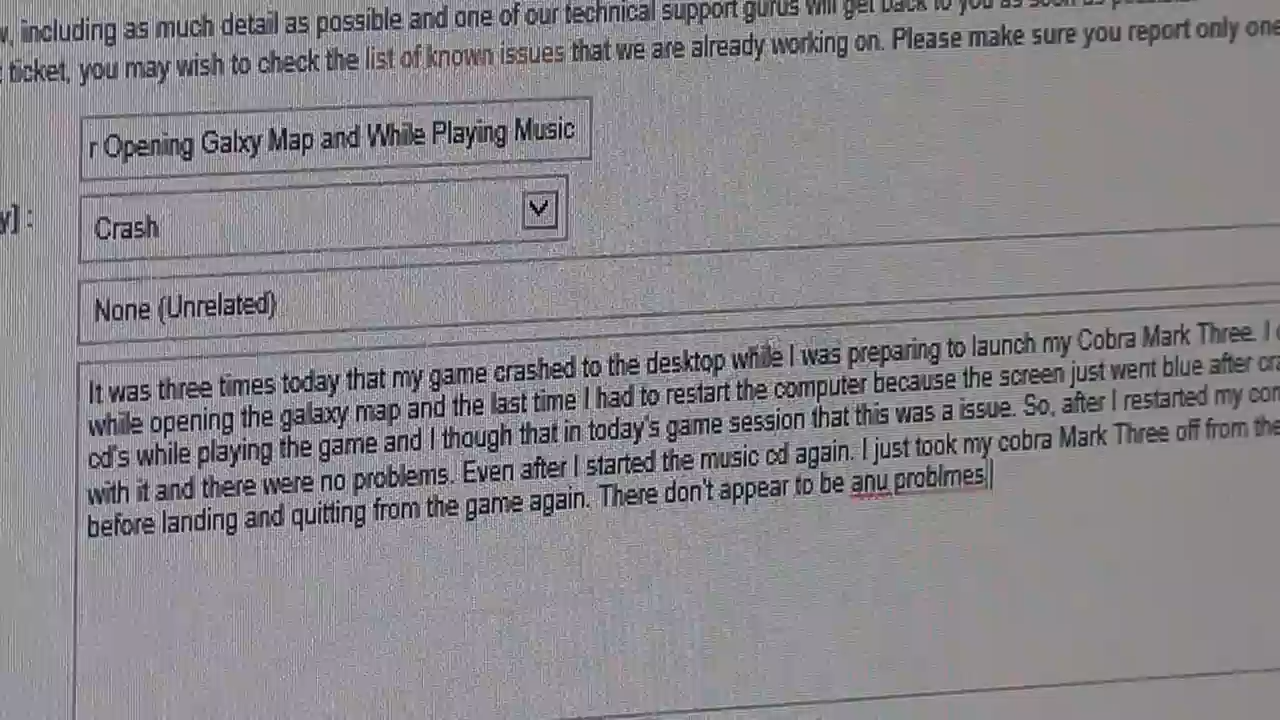 including as much detail as possible and one of our technical support gurus will get back to you as soon as
ticket, you may wish to check the list of known issues that we are already working on. Please make sure you report only one
r Opening Galxy Map and While Playing Music
y] :
Crash
None (Unrelated)
It was three times today that my game crashed to the desktop while I was preparing to launch my Cobra Mark Three. I
while opening the galaxy map and the last time I had to restart the computer because the screen just went blue after
cd's while playing the game and I though that in today's game session that this was a issue. So, after I restarted my
with it and there were no problems. Even after I started the music cd again. I just took my cobra Mark Three off from the
before landing and quitting from the game again. There don't appear to be anu problmes.